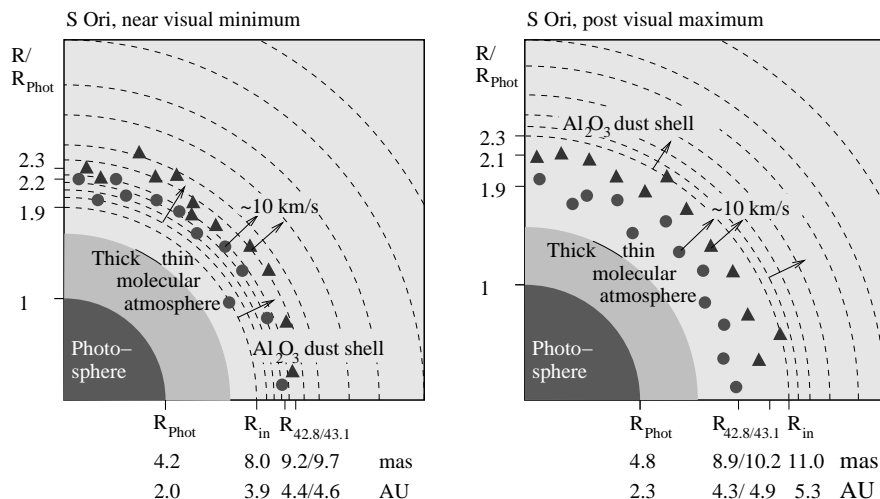 S Ori, near visual minimum
R/
R_Phot
2.3
2.2
1.9
1
~10 km/s
Thick thin
molecular
atmosphere
Al2O3 dust shell
Photo–
sphere
R_Phot R_in R_42.8/43.1
4.2 8.0 9.2/9.7 mas
2.0 3.9 4.4/4.6 AU
S Ori, post visual maximum
R/
R_Phot
2.3
2.1
1.9
1
Al2O3 dust shell
~10 km/s
Thick thin
molecular
atmosphere
Photo–
sphere
R_Phot R_42.8/43.1 R_in
4.8 8.9/10.2 11.0 mas
2.3 4.3/ 4.9 5.3 AU